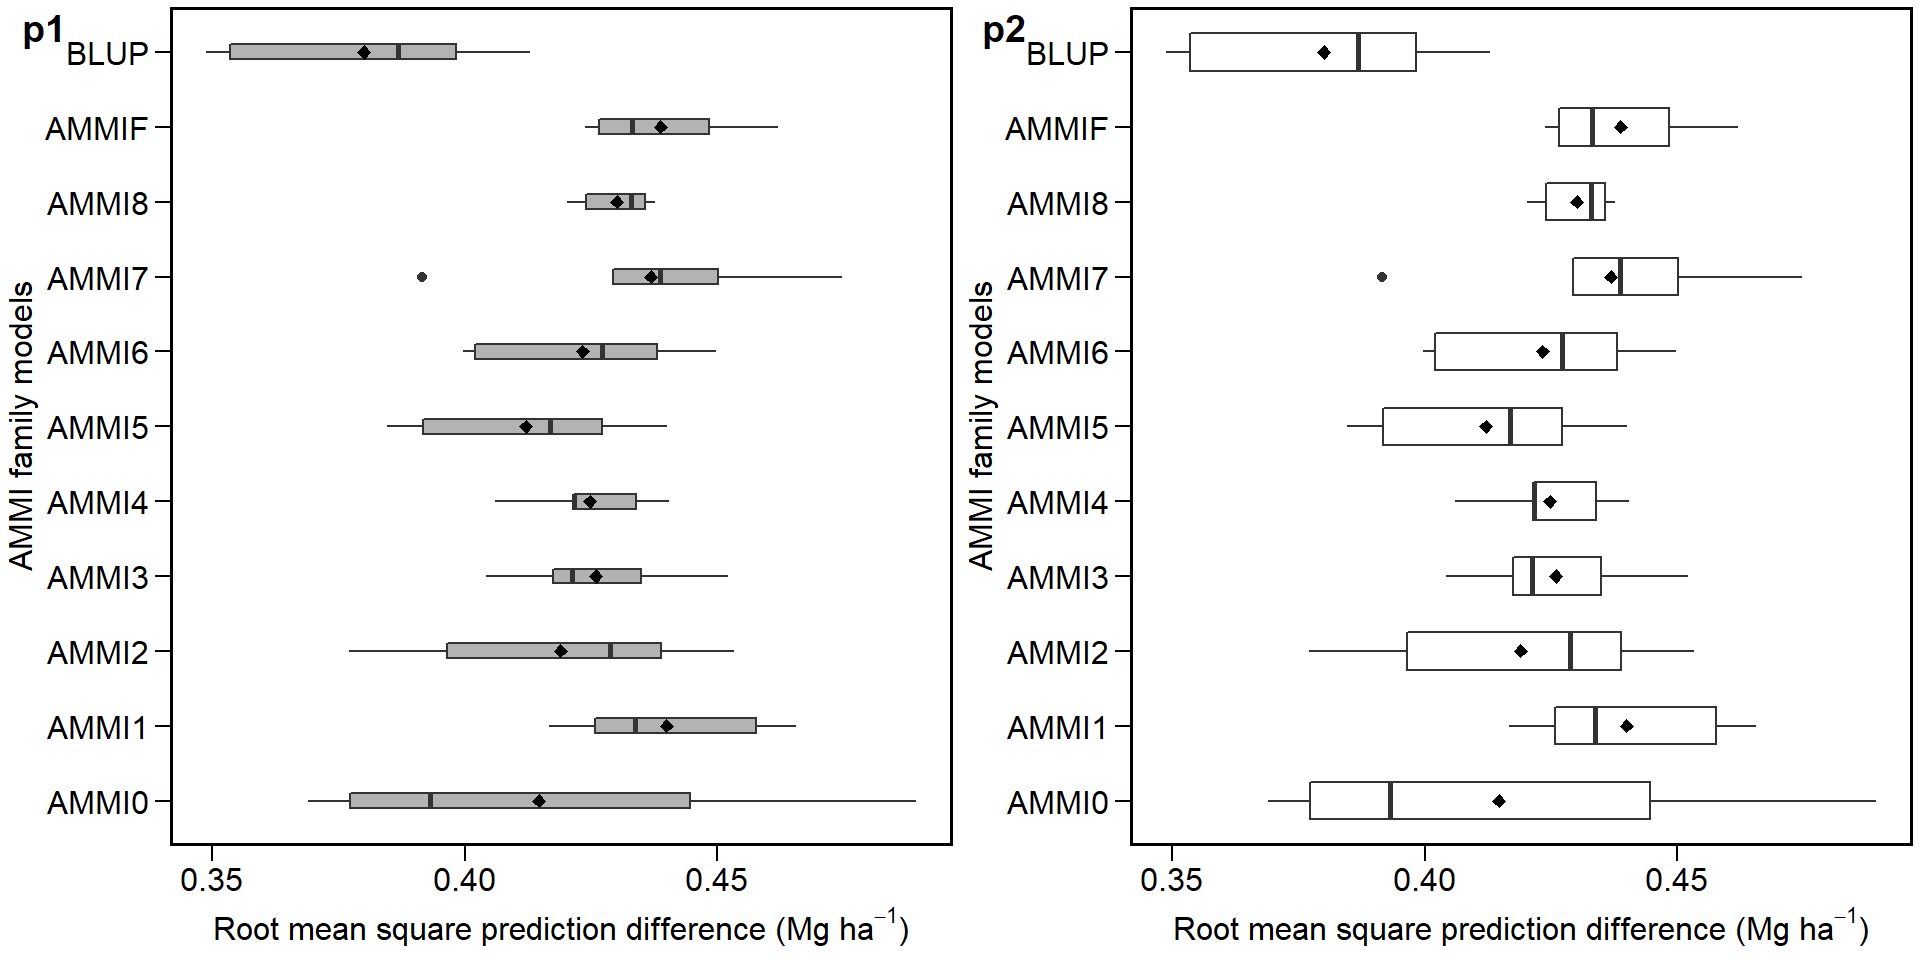 p1
BLUP
AMMIF
AMMI8
AMMI7
AMMI6
AMMI5
AMMI4
AMMI3
AMMI2
AMMI1
AMMI0
AMMI family models
0.35 0.40 0.45
Root mean square prediction difference (Mg ha⁻¹)
p2
BLUP
AMMIF
AMMI8
AMMI7
AMMI6
AMMI5
AMMI4
AMMI3
AMMI2
AMMI1
AMMI0
AMMI family models
0.35 0.40 0.45
Root mean square prediction difference (Mg ha⁻¹)